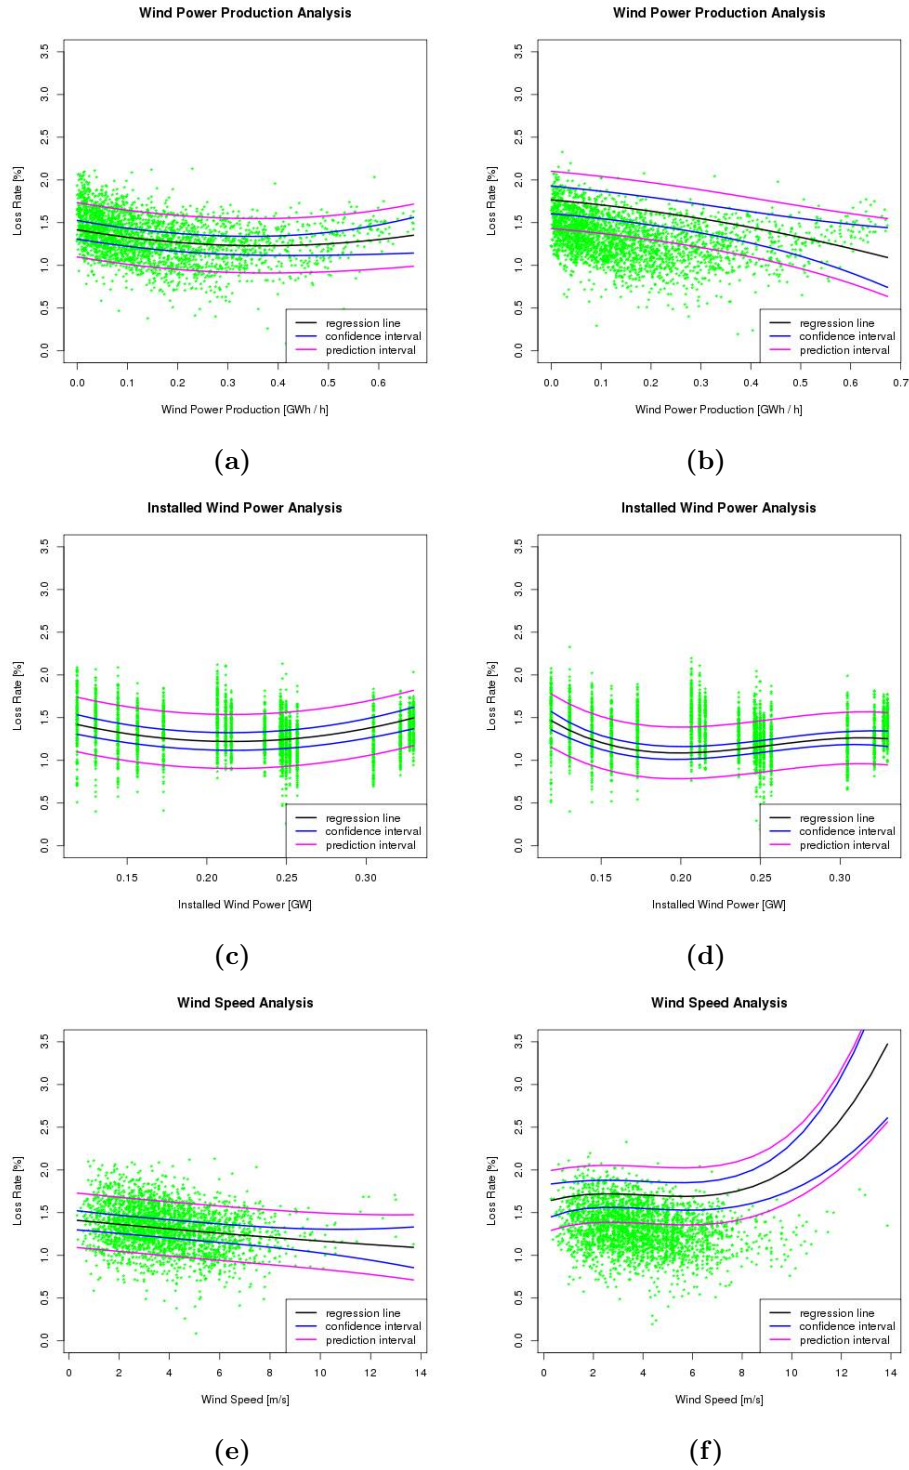 Wind Power Production Analysis
Loss Rate [%]
3.5
3.0
2.5
2.0
1.5
1.0
0.5
0.0
regression line
confidence interval
prediction interval
0.0 0.1 0.2 0.3 0.4 0.5 0.6
Wind Power Production [GWh / h]
(a)
Wind Power Production Analysis
Loss Rate [%]
3.5
3.0
2.5
2.0
1.5
1.0
0.5
0.0
regression line
confidence interval
prediction interval
0.0 0.1 0.2 0.3 0.4 0.5 0.6 0.7
Wind Power Production [GWh / h]
(b)
Installed Wind Power Analysis
Loss Rate [%]
3.5
3.0
2.5
2.0
1.5
1.0
0.5
0.0
regression line
confidence interval
prediction interval
0.15 0.20 0.25 0.30
Installed Wind Power [GW]
(c)
Installed Wind Power Analysis
Loss Rate [%]
3.5
3.0
2.5
2.0
1.5
1.0
0.5
0.0
regression line
confidence interval
prediction interval
0.15 0.20 0.25 0.30
Installed Wind Power [GW]
(d)
Wind Speed Analysis
Loss Rate [%]
3.5
3.0
2.5
2.0
1.5
1.0
0.5
0.0
regression line
confidence interval
prediction interval
0 2 4 6 8 10 12 14
Wind Speed [m/s]
(e)
Wind Speed Analysis
Loss Rate [%]
3.5
3.0
2.5
2.0
1.5
1.0
0.5
0.0
regression line
confidence interval
prediction interval
0 2 4 6 8 10 12 14
Wind Speed [m/s]
(f)